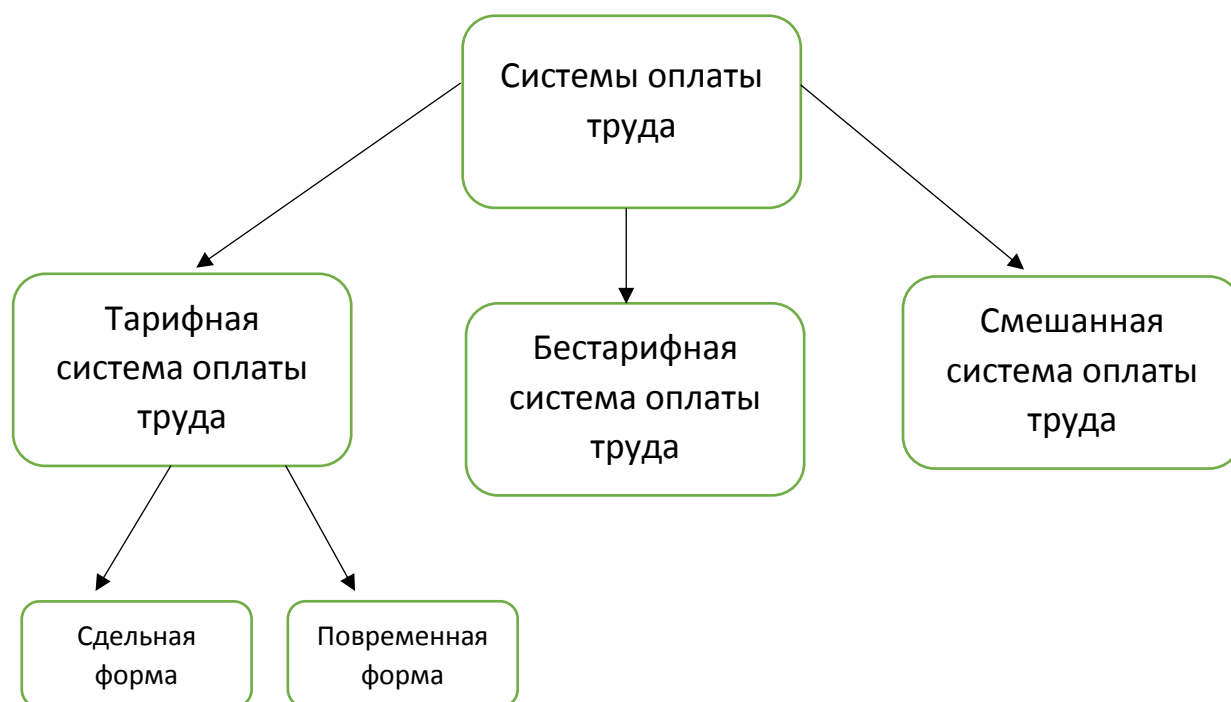 Системы оплаты
труда
Тарифная
система оплаты
труда
Бестарифная
система оплаты
труда
Смешанная
система оплаты
труда
Сдельная
форма
Повременная
форма